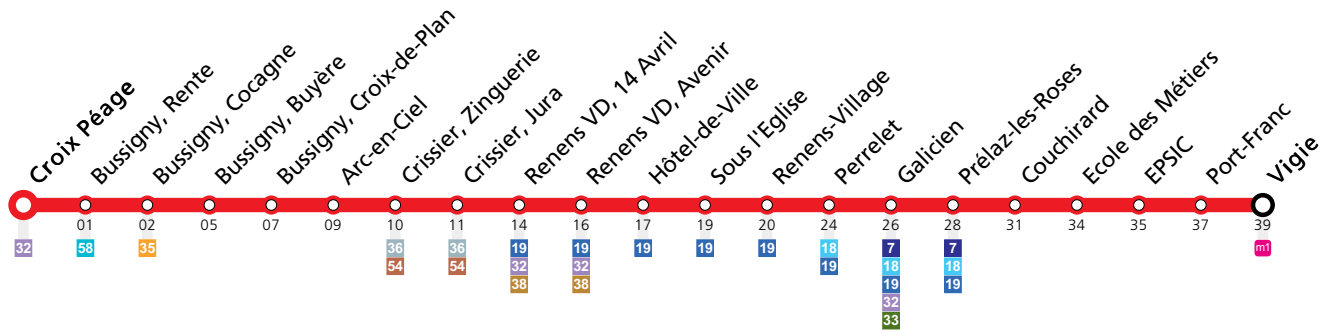 Croix Péage
Bussigny, Rente
Bussigny, Cocagne
Bussigny, Buyère
Bussigny, Croix-de-Plan
Arc-en-Ciel
Crissier, Zinguerie
Crissier, Jura
Renens VD, 14 Avril
Renens VD, Avenir
Hôtel-de-Ville
Sous l'Eglise
Renens-Village
Perrelet
Galicien
Prélaz-les-Roses
Couchirard
Ecole des Métiers
EPSIC
Port-Franc
Vigie
01 02 05 07 09 10 11 14 16 17 19 20 24 26 28 31 34 35 37 39
32 58 35 36 36 19 19 19 19 19 18 7 7 m1
54 54 32 32 19 18 18
38 38 19 19
32
33